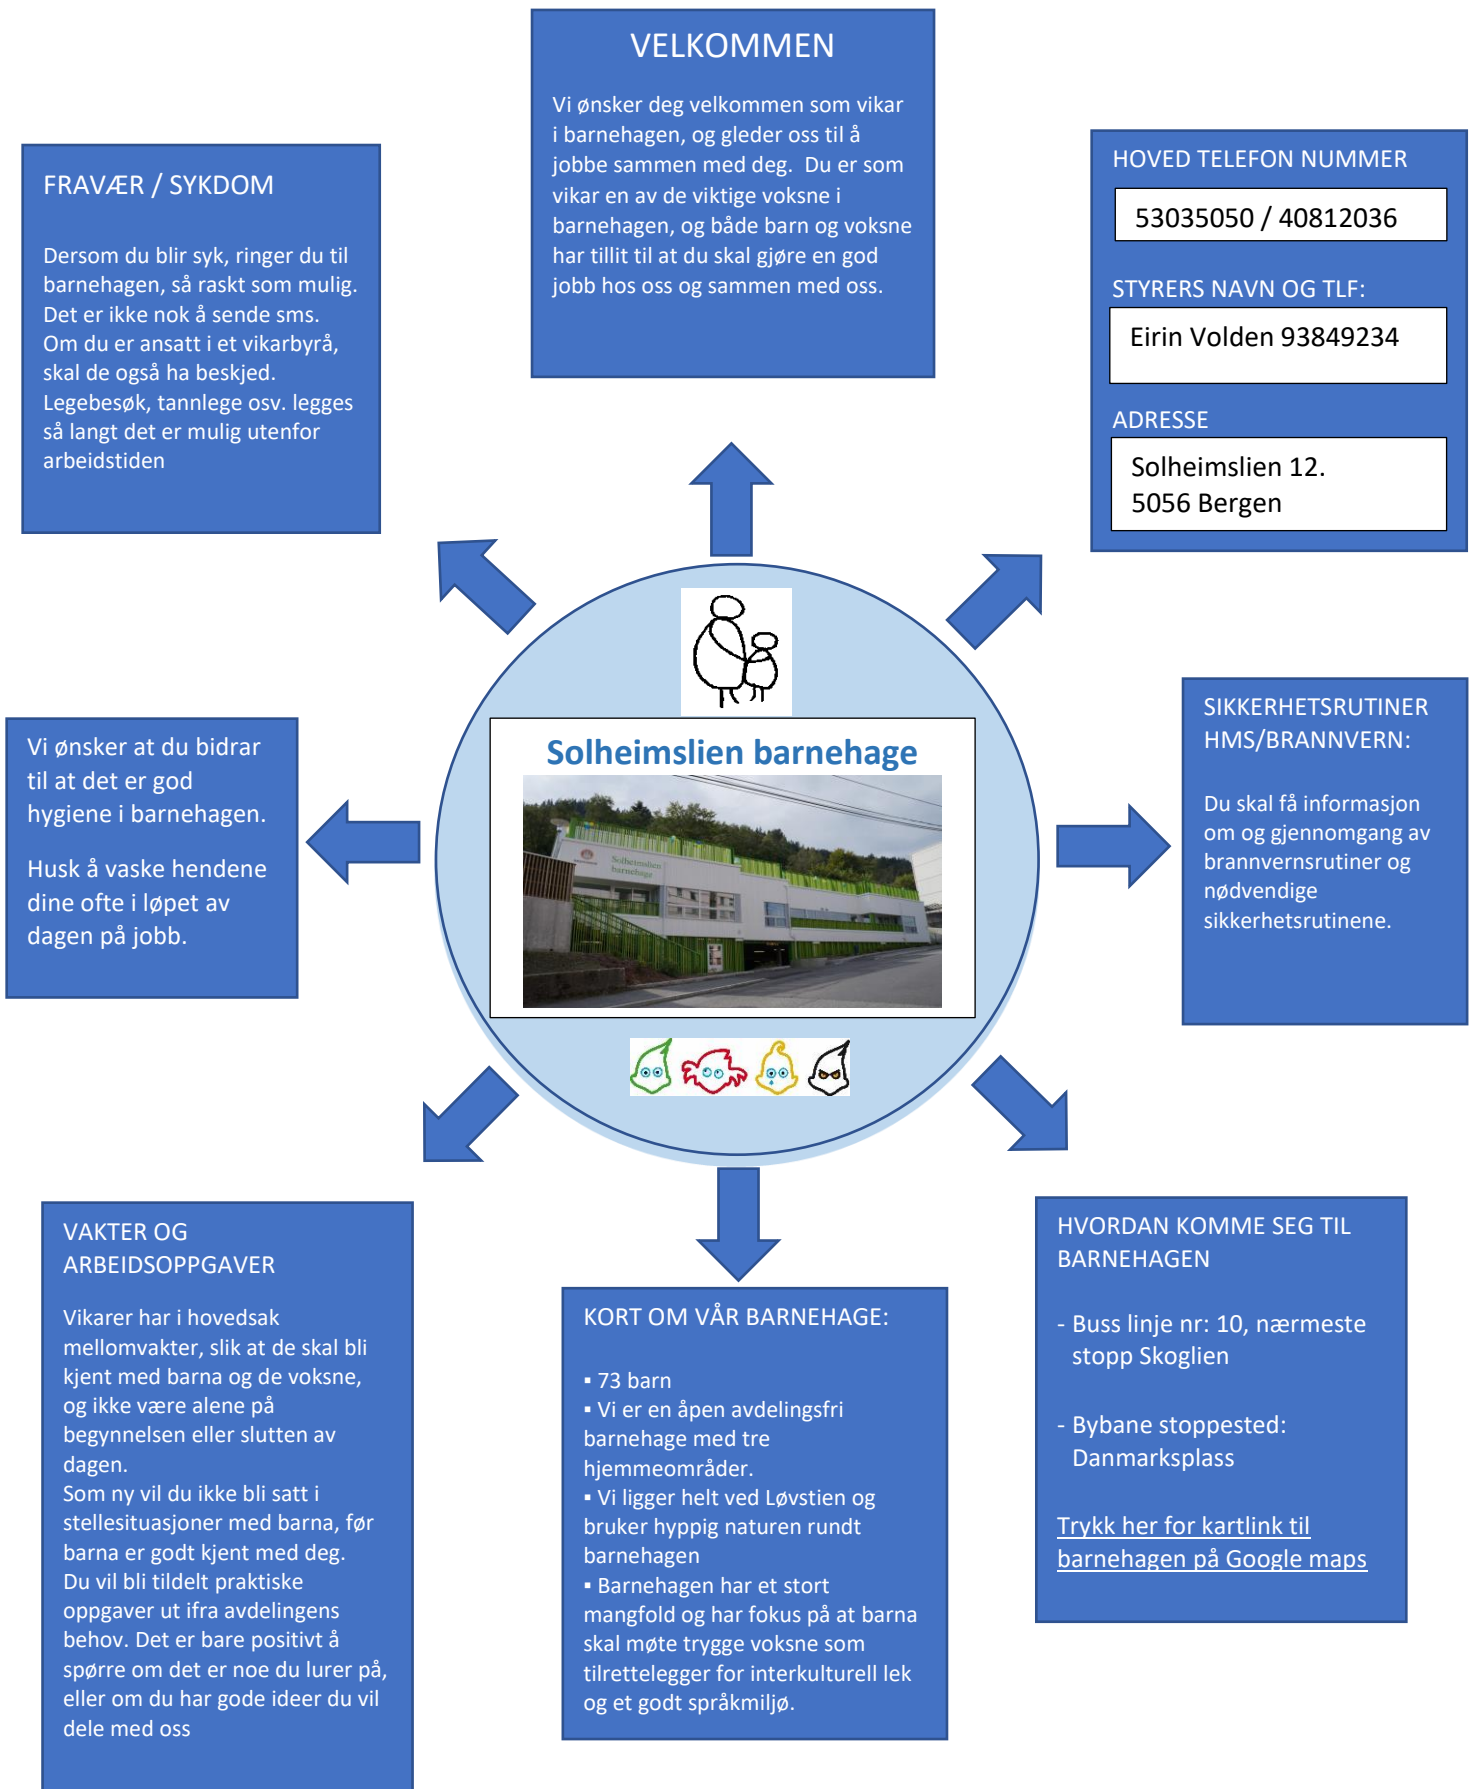 VELKOMMEN
Vi ønsker deg velkommen som vikar
i barnehagen, og gleder oss til å
jobbe sammen med deg.  Du er som
vikar en av de viktige voksne i
barnehagen, og både barn og voksne
har tillit til at du skal gjøre en god
jobb hos oss og sammen med oss.
FRAVÆR / SYKDOM
Dersom du blir syk, ringer du til
barnehagen, så raskt som mulig.
Det er ikke nok å sende sms.
Om du er ansatt i et vikarbyrå,
skal de også ha beskjed.
Legebesøk, tannlege osv. legges
så langt det er mulig utenfor
arbeidstiden
HOVED TELEFON NUMMER
53035050 / 40812036
STYRERS NAVN OG TLF:
Eirin Volden 93849234
ADRESSE
Solheimslien 12.
5056 Bergen
Vi ønsker at du bidrar
til at det er god
hygiene i barnehagen.
Husk å vaske hendene
dine ofte i løpet av
dagen på jobb.
Solheimslien barnehage
Solheimslien
barnehage
SIKKERHETSRUTINER
HMS/BRANNVERN:
Du skal få informasjon
om og gjennomgang av
brannvernsrutiner og
nødvendige
sikkerhetsrutinene.
VAKTER OG
ARBEIDSOPPGAVER
Vikarer har i hovedsak
mellomvakter, slik at de skal bli
kjent med barna og de voksne,
og ikke være alene på
begynnelsen eller slutten av
dagen.
Som ny vil du ikke bli satt i
stellesituasjoner med barna, før
barna er godt kjent med deg.
Du vil bli tildelt praktiske
oppgaver ut ifra avdelingens
behov. Det er bare positivt å
spørre om det er noe du lurer på,
eller om du har gode ideer du vil
dele med oss
KORT OM VÅR BARNEHAGE:
▪ 73 barn
▪ Vi er en åpen avdelingsfri
barnehage med tre
hjemmeområder.
▪ Vi ligger helt ved Løvstien og
bruker hyppig naturen rundt
barnehagen
▪ Barnehagen har et stort
mangfold og har fokus på at barna
skal møte trygge voksne som
tilrettelegger for interkulturell lek
og et godt språkmiljø.
HVORDAN KOMME SEG TIL
BARNEHAGEN
- Buss linje nr: 10, nærmeste
stopp Skoglien
- Bybane stoppested:
Danmarksplass
Trykk her for kartlink til
barnehagen på Google maps